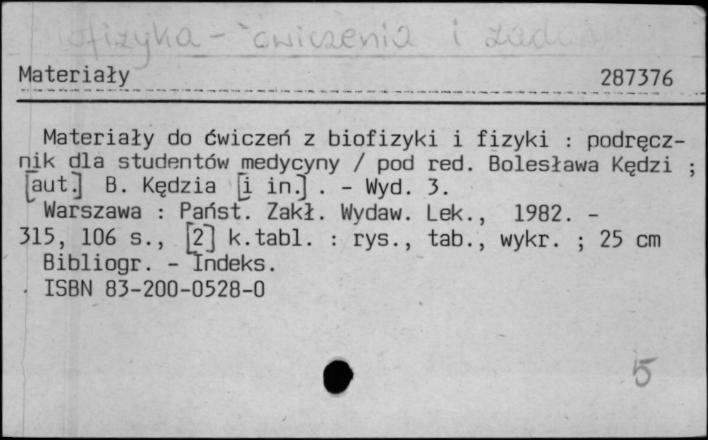 fizyka - ćwiczenia i
Materiały 287376
Materiały do ćwiczeń z biofizyki i fizyki : podręcz-
nik dla studentów medycyny / pod red. Bolesława Kędzi ;
[aut.] B. Kędzia [i in.] . - Wyd. 3.
Warszawa : Państ. Zakł. Wydaw. Lek., 1982. -
315, 106 s., [2] k.tabl. : rys., tab., wykr. ; 25 cm
Bibliogr. - Indeks.
ISBN 83-200-0528-0
5